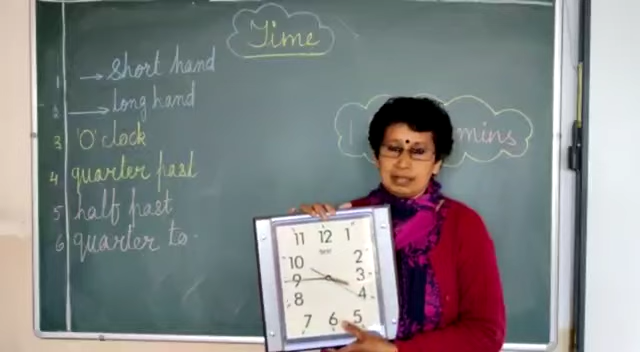 Time
1 → Short hand
2 → Long hand
3 'O' clock
4 quarter past
5 half past
6 quarter to
1 mins
11 12 1
10 2
9 3
8 4
7 6 5